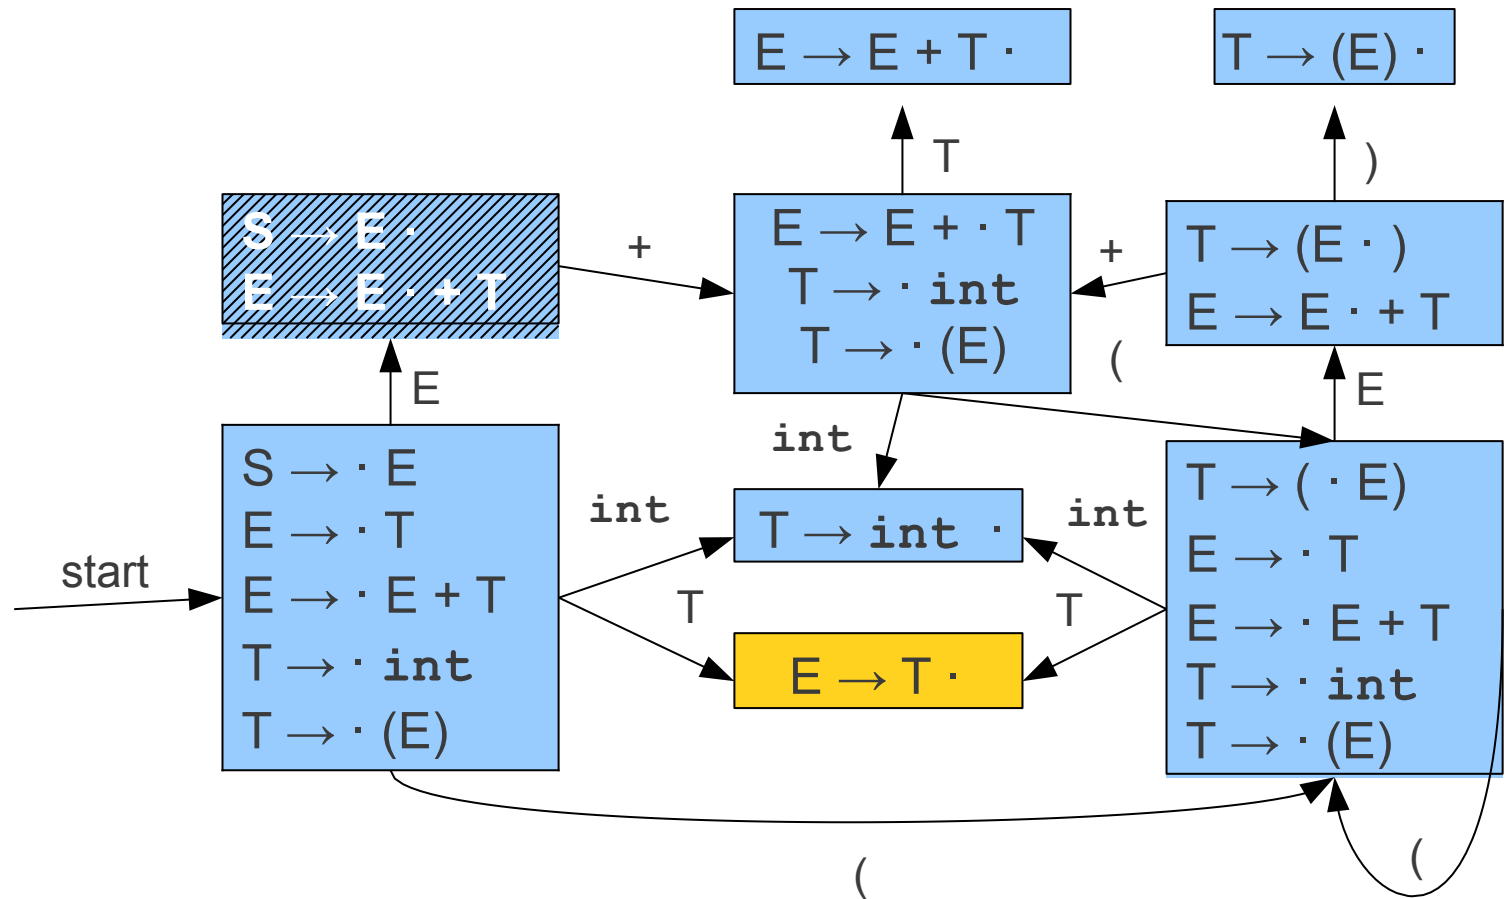 E → E + T ·
T → (E) ·
T
)
S → E ·
E → E · + T
+
E → E + · T
T → · int
T → · (E)
+
T → (E · )
E → E · + T
(
E
E
int
S → · E
E → · T
E → · E + T
T → · int
T → · (E)
start
int
T → int ·
int
T
T
E → T ·
T → ( · E)
E → · T
E → · E + T
T → · int
T → · (E)
(
(